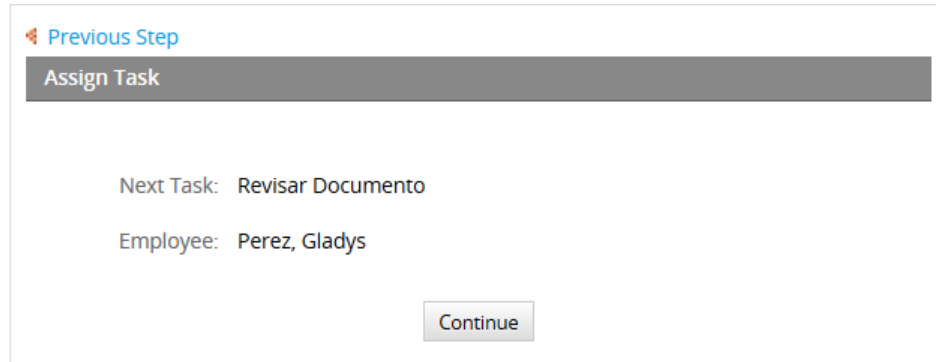 Previous Step
Assign Task
Next Task: Revisar Documento
Employee: Perez, Gladys
Continue